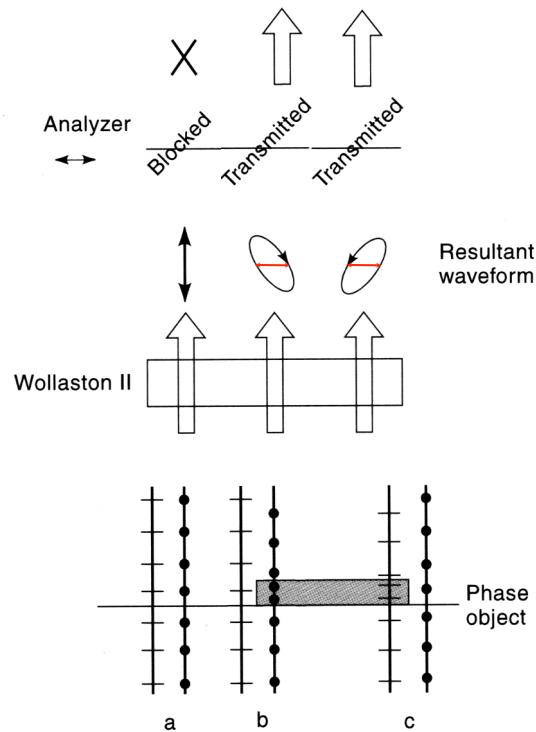 Analyzer
Blocked
Transmitted
Transmitted
Resultant
waveform
Wollaston II
Phase
object
a
b
c